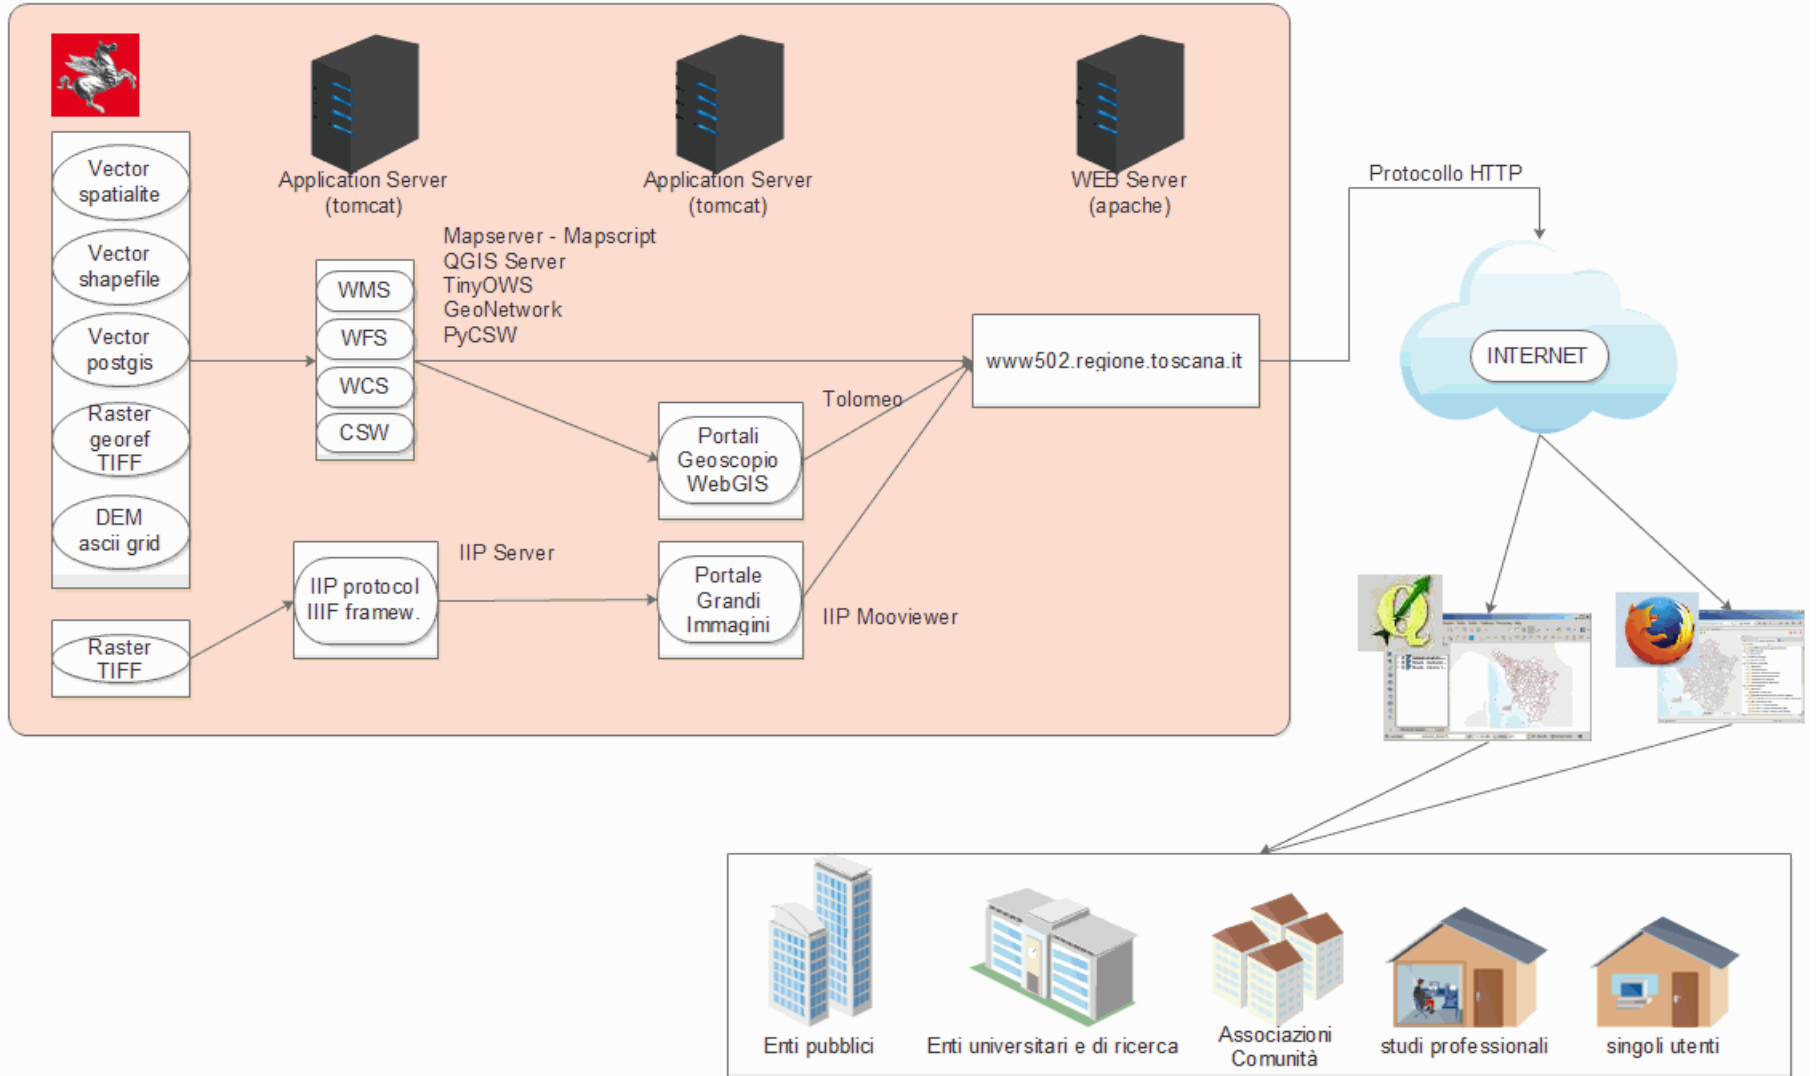 Application Server
(tomcat)
Application Server
(tomcat)
WEB Server
(apache)
Protocollo HTTP
Vector
spatialite
Vector
shapefile
Vector
postgis
Raster
georef
TIFF
DEM
ascii grid
Raster
TIFF
WMS
WFS
WCS
CSW
Mapserver - Mapscript
QGIS Server
TinyOWS
GeoNetwork
PyCSW
IIP protocol
IIIF framew.
IIP Server
Tolomeo
Portali
Geoscopio
WebGIS
Portale
Grandi
Immagini
IIP Mooviewer
www502.regione.toscana.it
INTERNET
Enti pubblici
Enti universitari e di ricerca
Associazioni
Comunità
studi professionali
singoli utenti